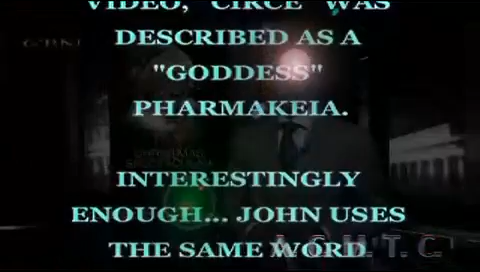 VIDEO, "CIRCE" WAS
DESCRIBED AS A
"GODDESS"
PHARMAKEIA.
INTERESTINGLY
ENOUGH... JOHN USES
THE SAME WORD
A C H.T. C